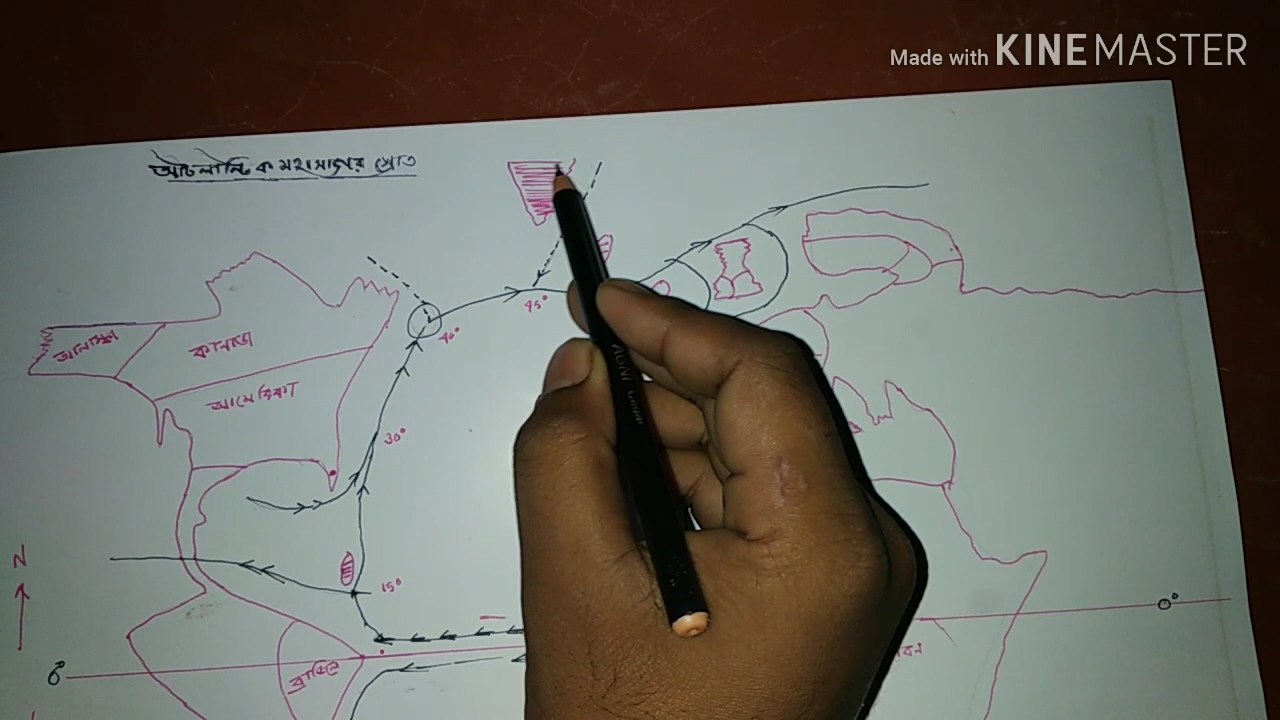 Made with KINEMASTER
আটলান্টিক মহাসাগর স্রোত
45°
40°
আলাস্কা
কানাডা
আমেরিকা
30°
N
15°
0°
ব্রাজিল
0°